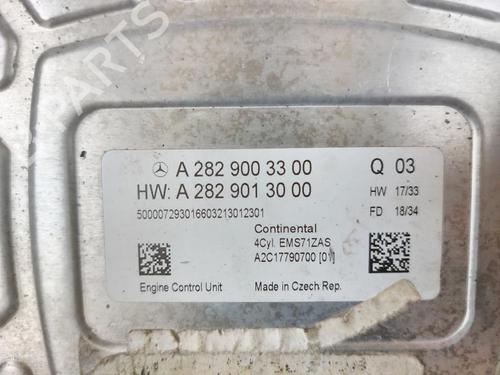 PARTS
A 282 900 33 00 Q 03
HW: A 282 901 30 00 HW 17/33
500007293016603213012301 FD 18/34
Continental
4Cyl. EMS71ZAS
A2C17790700 [01]
Engine Control Unit Made in Czech Rep.